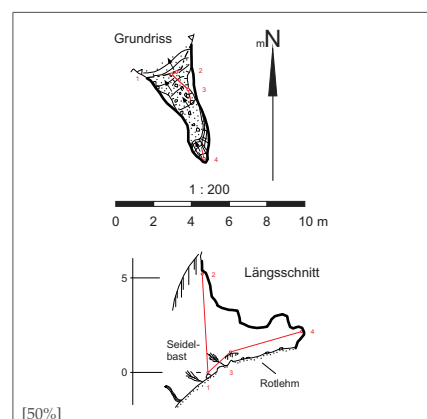 Grundriss
mN
1
2
3
4
1 : 200
0 2 4 6 8 10 m
5
Längsschnitt
2
Seidel-
bast
4
0
3
1
Rotlehm
[50%]